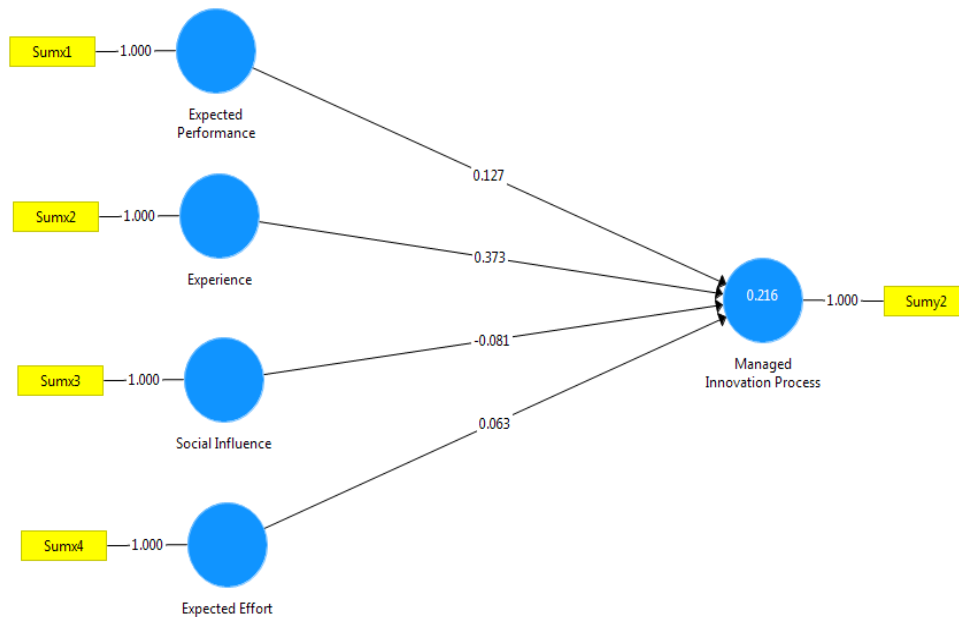 Sumx1
1.000
Expected
Performance
0.127
Sumx2
1.000
Experience
0.373
0.216
1.000
Sumy2
Managed
Innovation Process
Sumx3
1.000
Social Influence
-0.081
0.063
Sumx4
1.000
Expected Effort